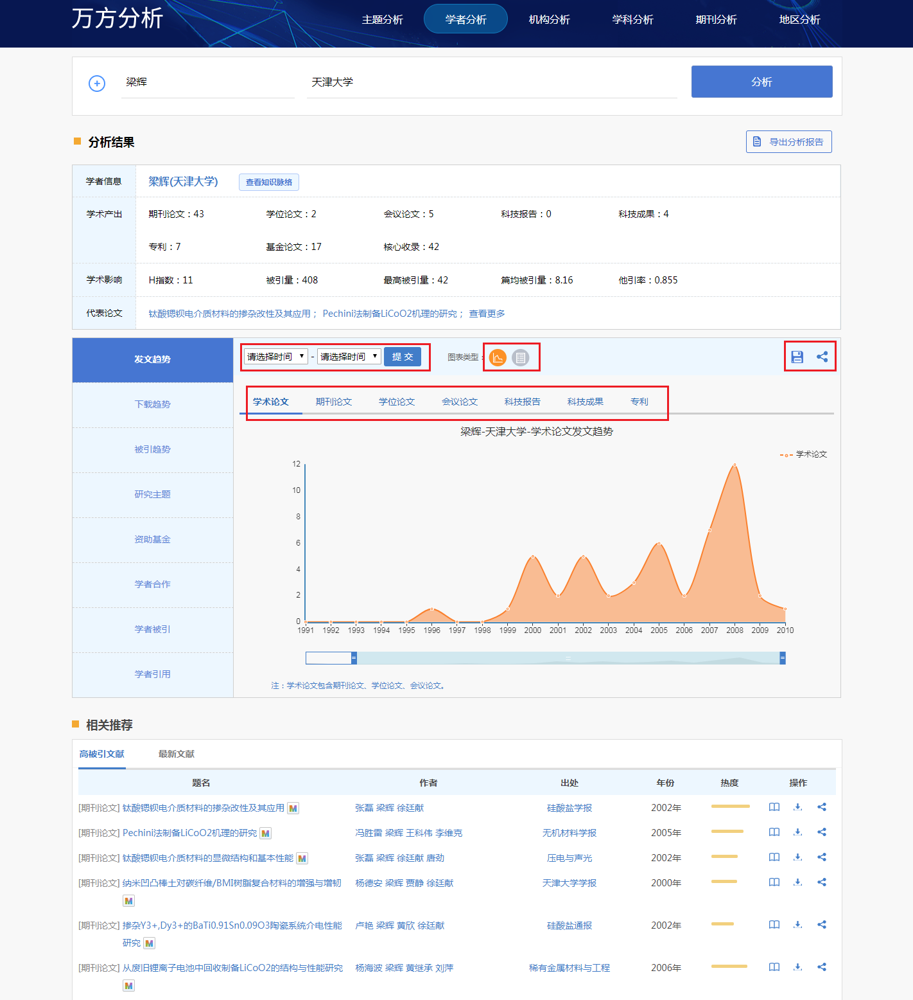 万方分析
主题分析 学者分析 机构分析 学科分析 期刊分析 地区分析
梁辉 天津大学 分析
分析结果 导出分析报告
学者信息 梁辉(天津大学) 查看知识脉络
学术产出 期刊论文：43 学位论文：2 会议论文：5 科技报告：0 科技成果：4
专利：7 基金论文：17 核心收录：42
学术影响 H指数：11 被引量：408 最高被引量：42 篇均被引量：8.16 他引率：0.855
代表论文 钛酸锶钡电介质材料的掺杂改性及其应用； Pechini法制备LiCoO2机理的研究； 查看更多
发文趋势
下载趋势
被引趋势
研究主题
资助基金
学者合作
学者被引
学者引用
请选择时间 - 请选择时间 提 交 图表类型：
学术论文 期刊论文 学位论文 会议论文 科技报告 科技成果 专利
梁辉-天津大学-学术论文发文趋势
学术论文
12
10
8
6
4
2
0
1991 1992 1993 1994 1995 1996 1997 1998 1999 2000 2001 2002 2003 2004 2005 2006 2007 2008 2009 2010
注：学术论文包含期刊论文、学位论文、会议论文。
相关推荐
高被引文献 最新文献
题名 作者 出处 年份 热度 操作
[期刊论文] 钛酸锶钡电介质材料的掺杂改性及其应用 M 张磊 梁辉 徐廷献 硅酸盐学报 2002年
[期刊论文] Pechini法制备LiCoO2机理的研究 M 冯胜雷 梁辉 王科伟 李维克 无机材料学报 2005年
[期刊论文] 钛酸锶钡电介质材料的显微结构和基本性能 M 张磊 梁辉 徐廷献 唐劲 压电与声光 2002年
[期刊论文] 纳米凹凸棒土对碳纤维/BMI树脂复合材料的增强与增韧 杨德安 梁辉 贾静 徐廷献 天津大学学报 2000年
M
[期刊论文] 掺杂Y3+,Dy3+的BaTi0.91Sn0.09O3陶瓷系统介电性能 卢艳 梁辉 黄欣 徐廷献 硅酸盐通报 2002年
研究 M
[期刊论文] 从废旧锂离子电池中回收制备LiCoO2的结构与性能研究 杨海波 梁辉 黄继承 刘萍 稀有金属材料与工程 2006年
M